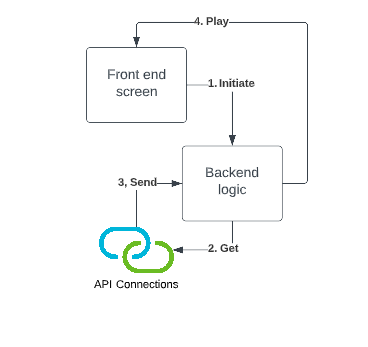 4. Play
Front end
screen
1. Initiate
Backend
logic
3, Send
2. Get
API Connections